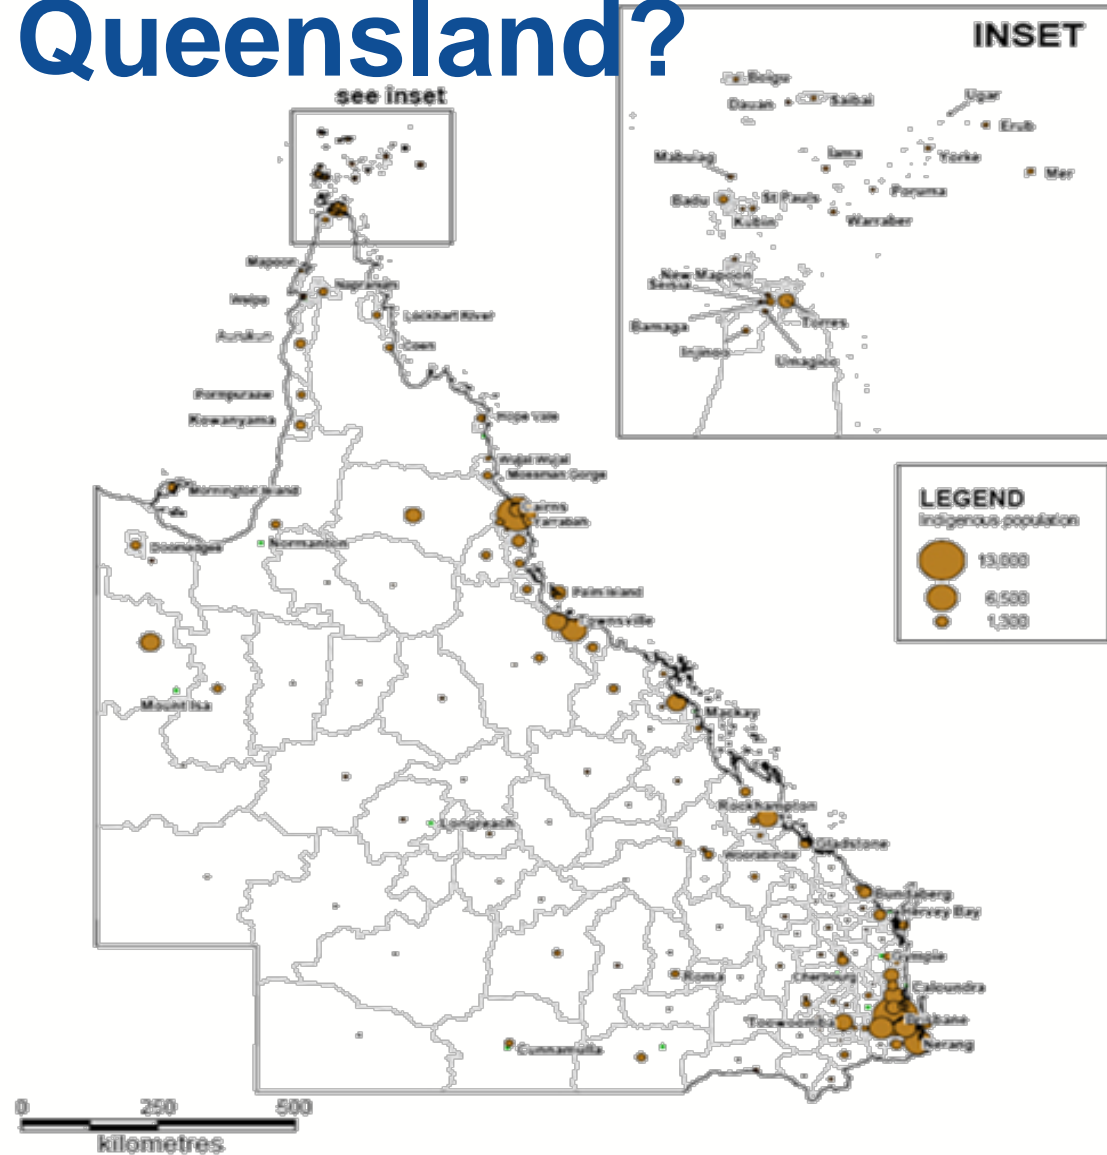 Queensland?
INSET
see inset
Boigu
Dauan
Saibai
Ugar
Erub
Mabuiag
Iama
Yorke
Mer
Badu
St Pauls
Poruma
Kubin
Warraber
New Mapoon
Seisia
Bamaga
Torres
Injinoo
Umagico
Mapoon
Napranum
Weipa
Lockhart River
Aurukun
Coen
Pormpuraaw
Kowanyama
Hope Vale
Wujal Wujal
Mossman Gorge
Mornington Island
Cairns
Yarrabah
Doomadgee
Normanton
LEGEND
Indigenous population
13,000
6,500
1,300
Palm Island
Townsville
Mount Isa
Mackay
Rockhampton
Longreach
Gladstone
Woorabinda
Bundaberg
Hervey Bay
Gympie
Roma
Cherbourg
Caloundra
Toowoomba
Brisbane
Cunnamulla
Nerang
0 250 500
kilometres